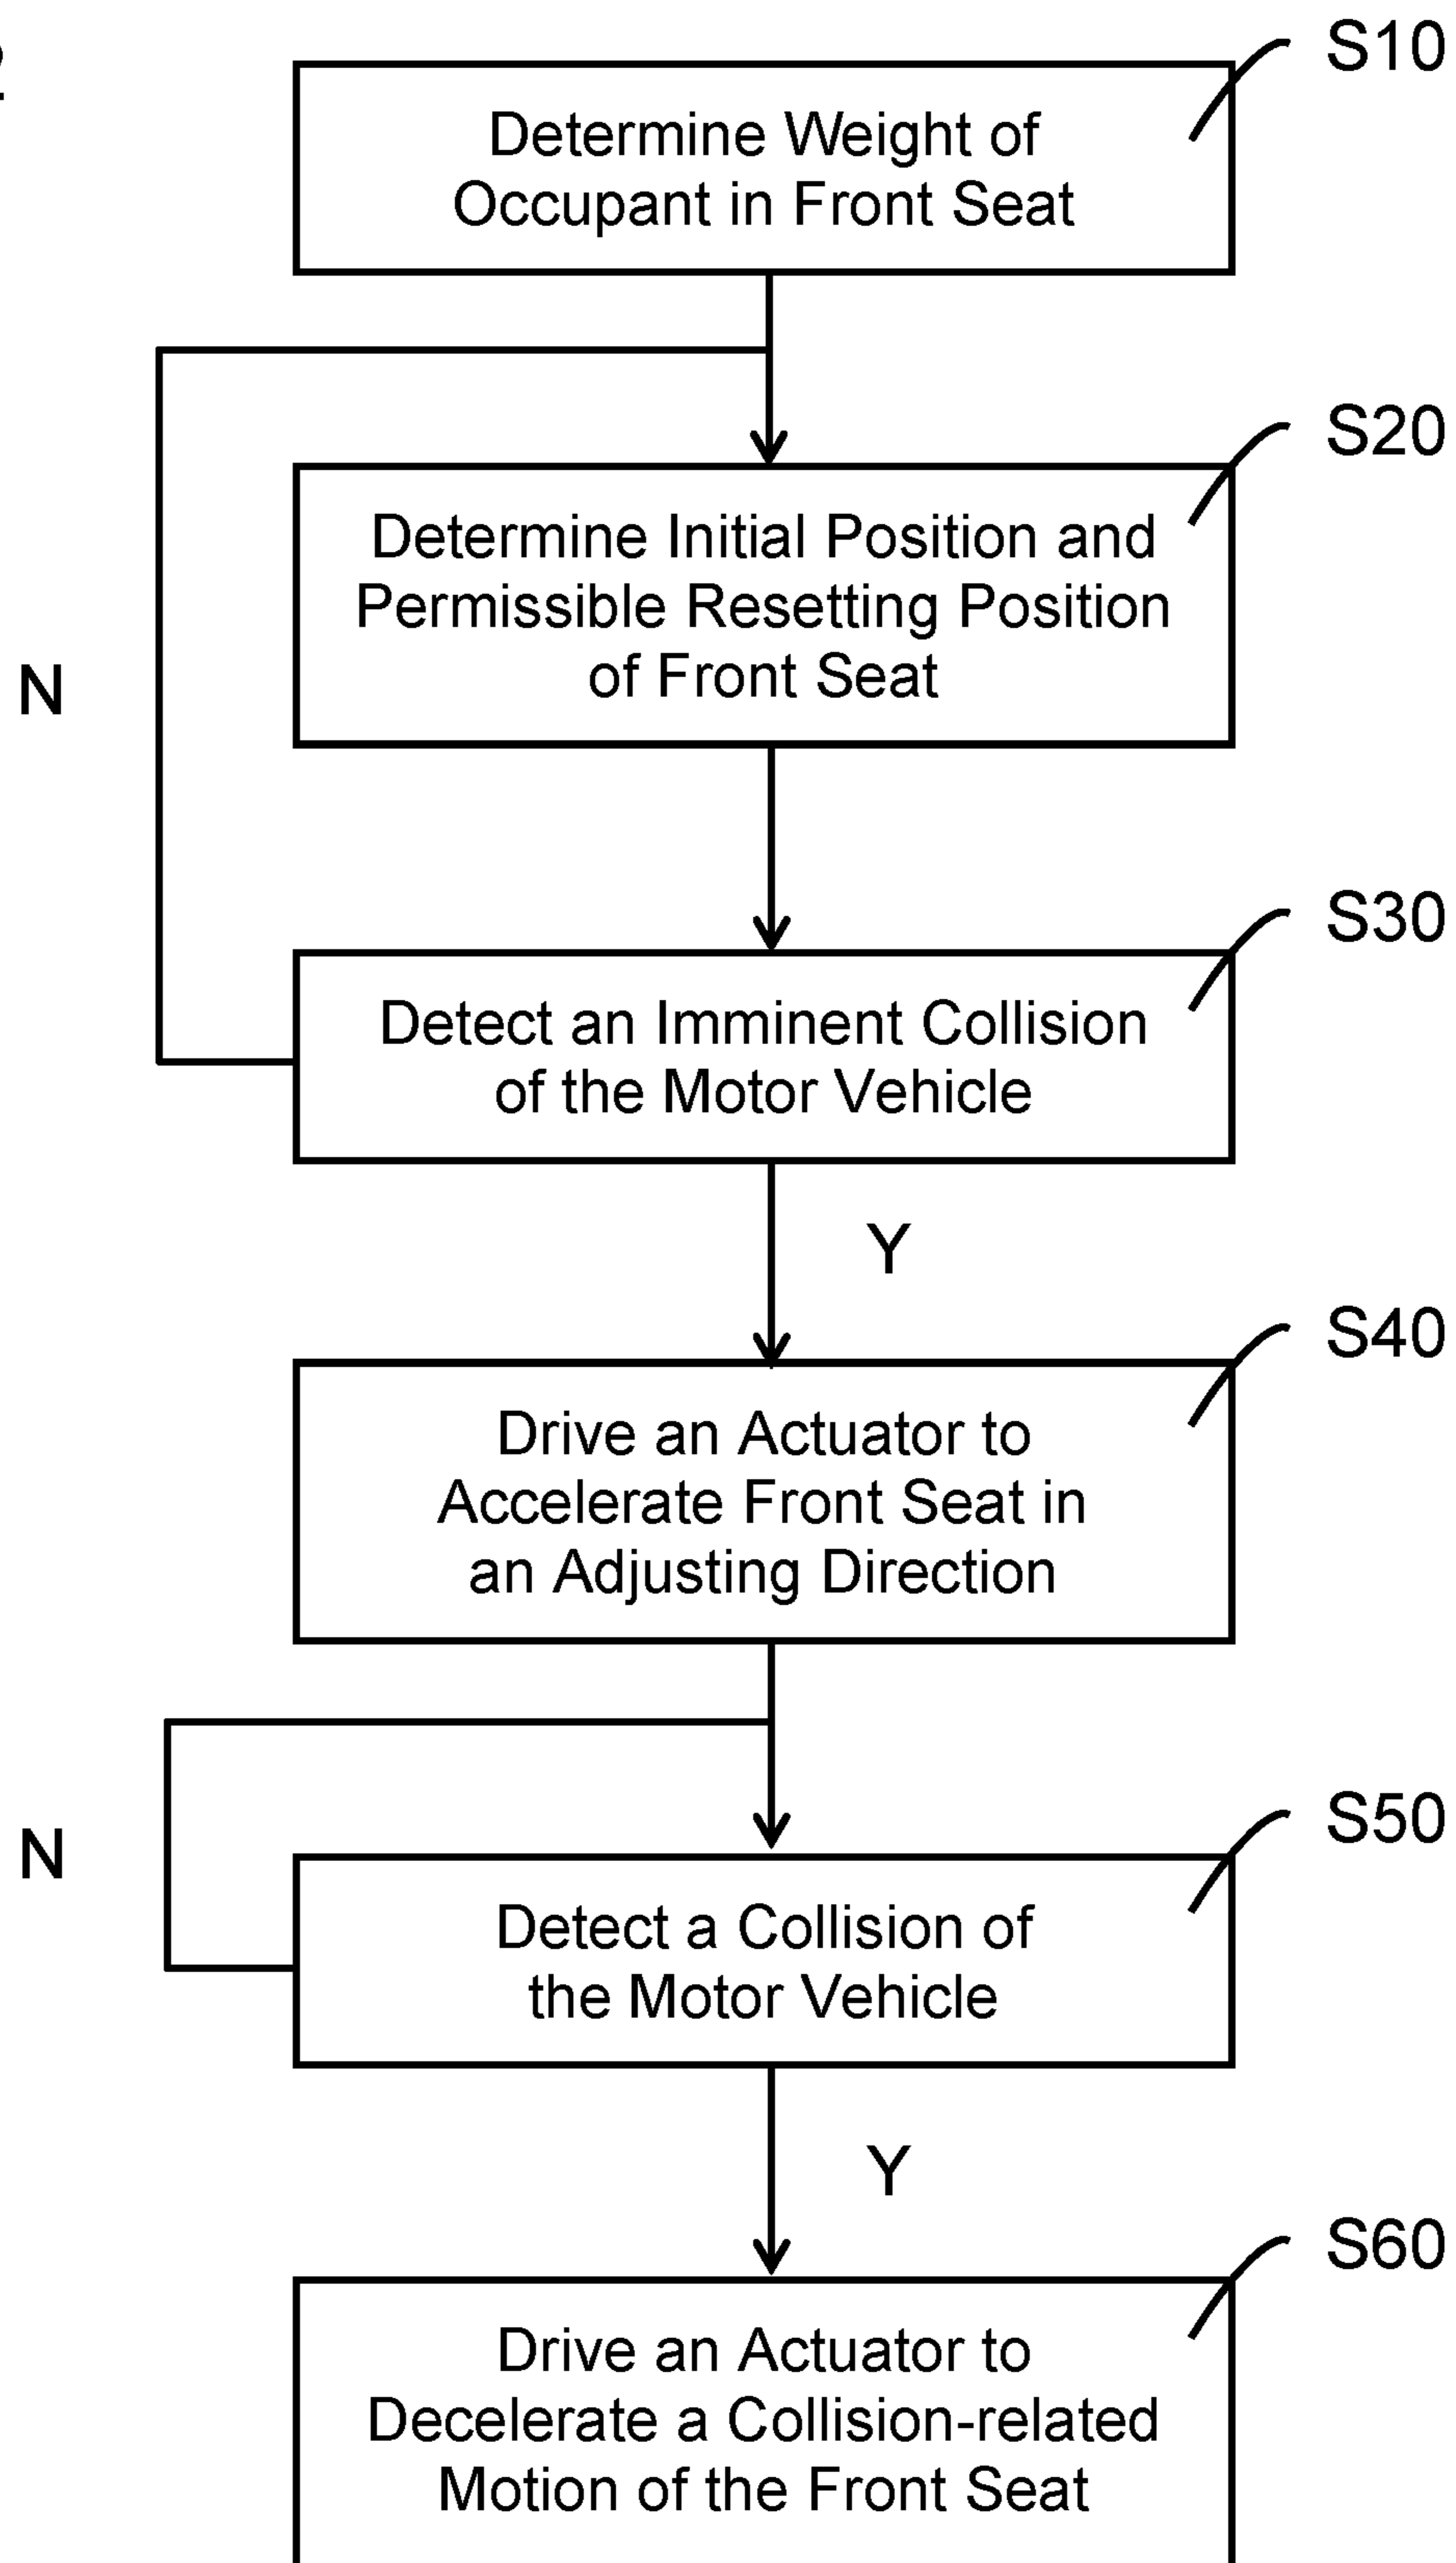 S10
Determine Weight of
Occupant in Front Seat
S20
Determine Initial Position and
Permissible Resetting Position
of Front Seat
N
S30
Detect an Imminent Collision
of the Motor Vehicle
Y
S40
Drive an Actuator to
Accelerate Front Seat in
an Adjusting Direction
S50
N
Detect a Collision of
the Motor Vehicle
Y
S60
Drive an Actuator to
Decelerate a Collision-related
Motion of the Front Seat